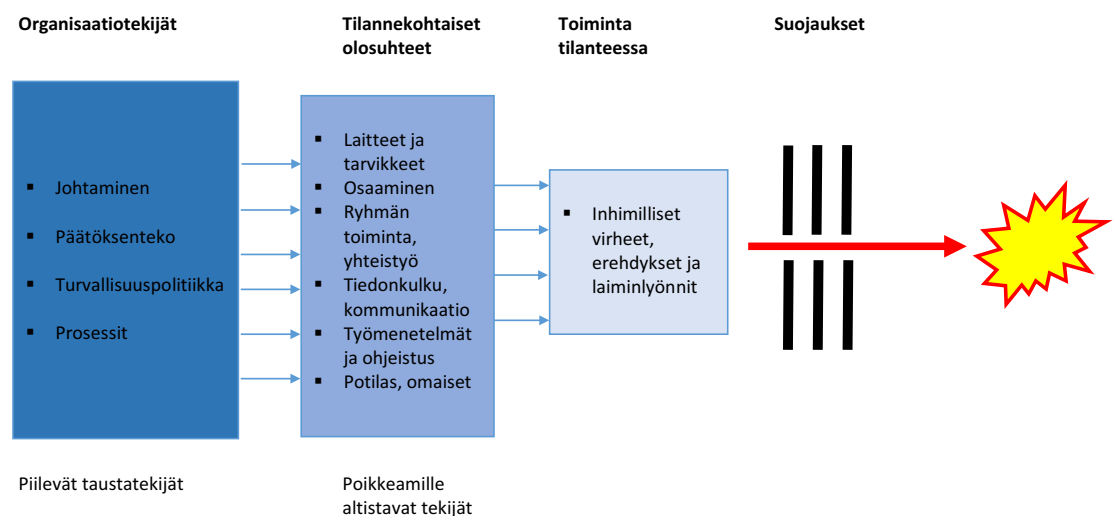 Organisaatiotekijät
Tilannekohtaiset
olosuhteet
Toiminta
tilanteessa
Suojaukset
▪ Johtaminen
▪ Päätöksenteko
▪ Turvallisuuspolitiikka
▪ Prosessit
▪ Laitteet ja
tarvikkeet
▪ Osaaminen
▪ Ryhmän
toiminta,
yhteistyö
▪ Tiedonkulku,
kommunikaatio
▪ Työmenetelmät
ja ohjeistus
▪ Potilas, omaiset
▪ Inhimilliset
virheet,
erehdykset ja
laiminlyönnit
Piilevät taustatekijät
Poikkeamille
altistavat tekijät